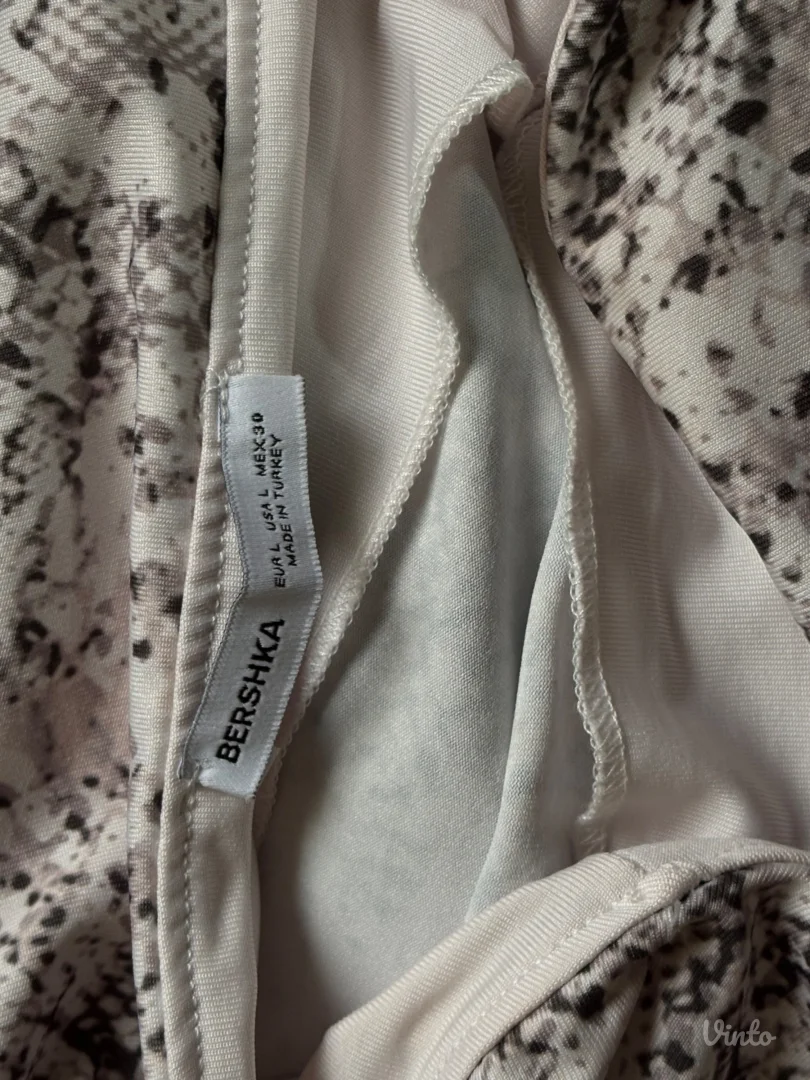 BERSHKA
EUR L USA L MEX 30
MADE IN TURKEY
Vinto